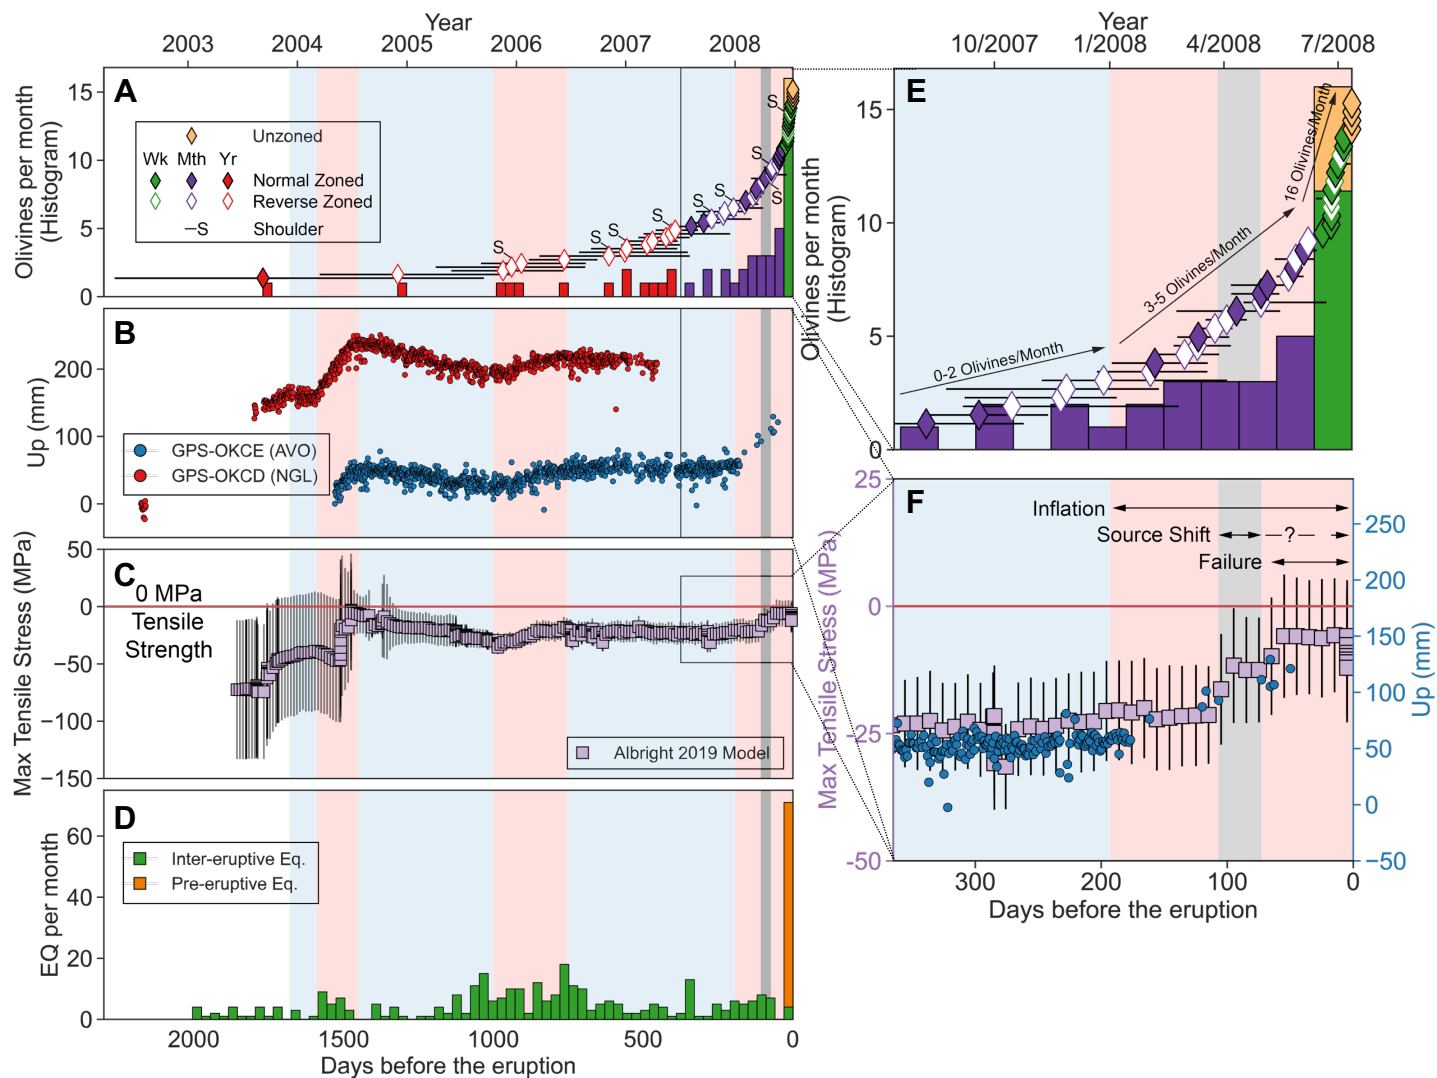 Year
2003 2004 2005 2006 2007 2008
A
Olivines per month
(Histogram)
15
10
5
0
Unzoned
Wk Mth Yr
Normal Zoned
Reverse Zoned
–S Shoulder
S
S
S
S
S
S
S
S
S
B
Up (mm)
200
100
0
GPS-OKCE (AVO)
GPS-OKCD (NGL)
C
Max Tensile Stress (MPa)
50
0
−50
−100
−150
0 MPa
Tensile
Strength
Albright 2019 Model
D
EQ per month
60
40
20
0
Inter-eruptive Eq.
Pre-eruptive Eq.
2000 1500 1000 500 0
Days before the eruption
Year
10/2007 1/2008 4/2008 7/2008
E
Olivines per month
(Histogram)
15
10
5
0
0-2 Olivines/Month
3-5 Olivines/Month
16 Olivines/Month
F
Max Tensile Stress (MPa)
25
0
-25
-50
Inflation
Source Shift
?
Failure
250
200
150
100
50
0
−50
Up (mm)
300 200 100 0
Days before the eruption